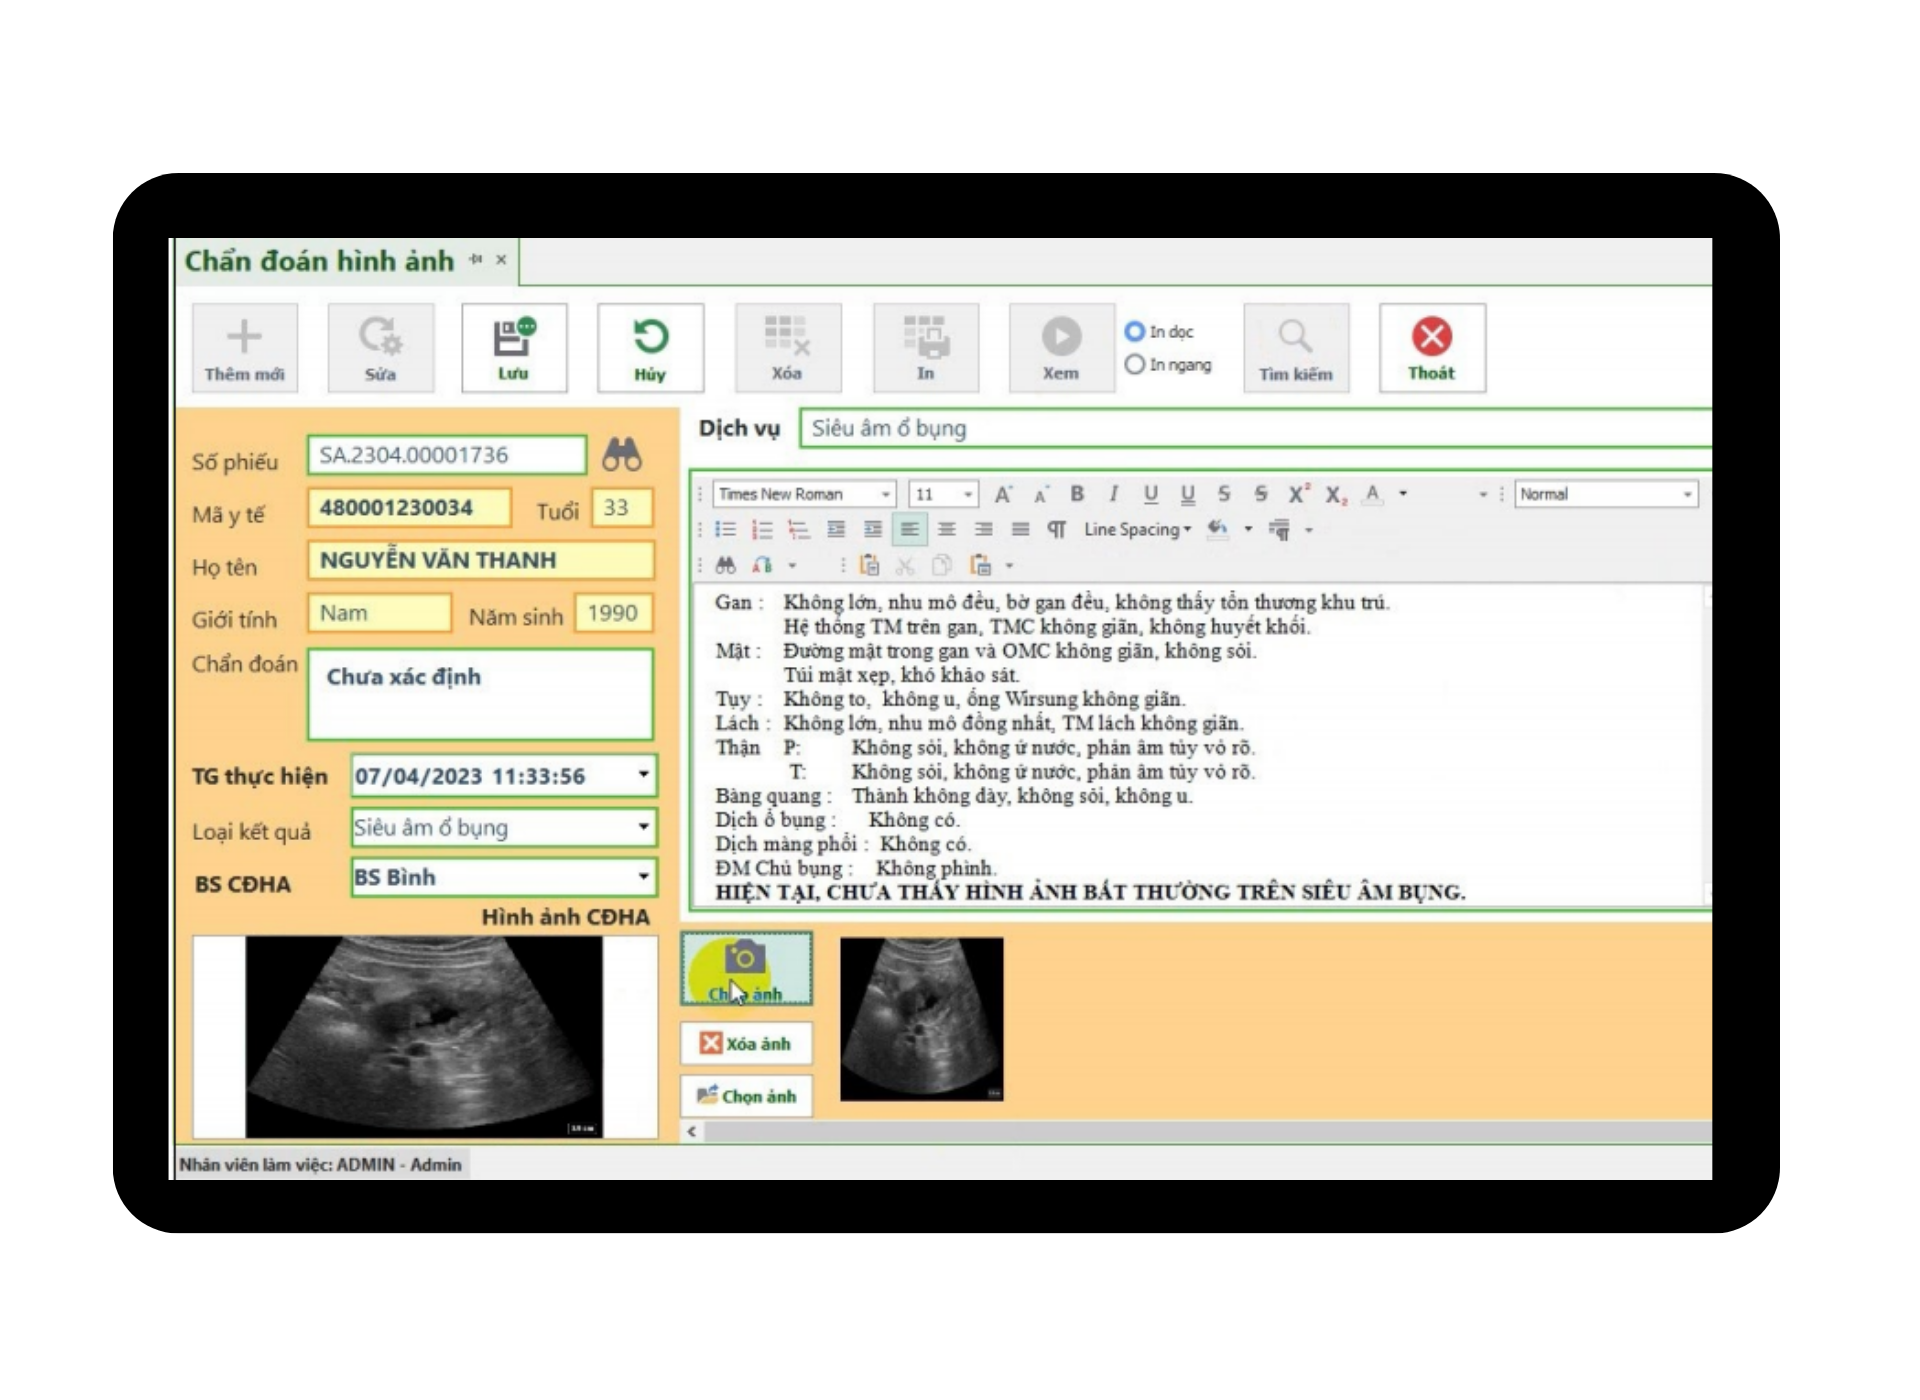 Chẩn đoán hình ảnh
Thêm mới
Sửa
Lưu
Hủy
Xóa
In
Xem
In dọc
In ngang
Tìm kiếm
Thoát
Số phiếu SA.2304.00001736
Mã y tế 480001230034 Tuổi 33
Họ tên NGUYỄN VĂN THANH
Giới tính Nam Năm sinh 1990
Chẩn đoán Chưa xác định
TG thực hiện 07/04/2023 11:33:56
Loại kết quả Siêu âm ổ bụng
BS CĐHA BS Bình
Hình ảnh CĐHA
Dịch vụ Siêu âm ổ bụng
Times New Roman 11 A A B I U U S S X² X₂ A Normal
Line Spacing
A B
Gan : Không lớn, nhu mô đều, bờ gan đều, không thấy tổn thương khu trú.
Hệ thống TM trên gan, TMC không giãn, không huyết khối.
Mật : Đường mật trong gan và OMC không giãn, không sỏi.
Túi mật xẹp, khó khảo sát.
Tụy : Không to, không u, ống Wirsung không giãn.
Lách : Không lớn, nhu mô đồng nhất, TM lách không giãn.
Thận P: Không sỏi, không ứ nước, phản âm tủy vỏ rõ.
T: Không sỏi, không ứ nước, phản âm tủy vỏ rõ.
Bàng quang : Thành không dày, không sỏi, không u.
Dịch ổ bụng : Không có.
Dịch màng phổi : Không có.
ĐM Chủ bụng : Không phình.
HIỆN TẠI, CHƯA THẤY HÌNH ẢNH BẤT THƯỜNG TRÊN SIÊU ÂM BỤNG.
ảnh
Xóa ảnh
Chọn ảnh
Nhân viên làm việc: ADMIN - Admin